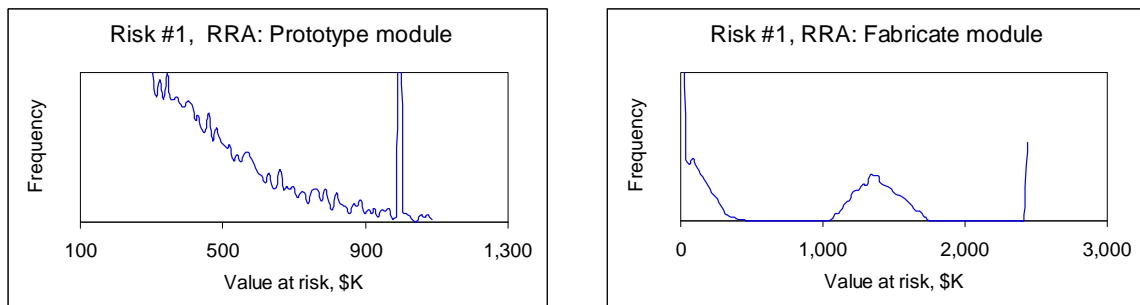 Risk #1, RRA: Prototype module
Frequency
100 500 900 1,300
Value at risk, $K
Risk #1, RRA: Fabricate module
Frequency
0 1,000 2,000 3,000
Value at risk, $K